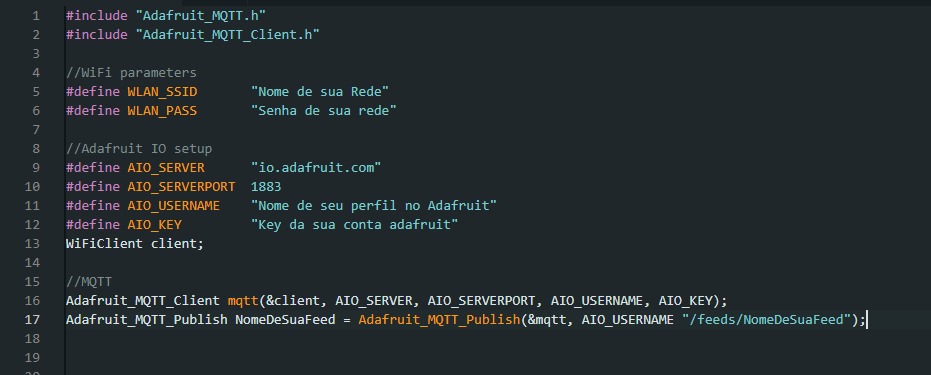 1 #include "Adafruit_MQTT.h"
2 #include "Adafruit_MQTT_Client.h"
3
4 //WiFi parameters
5 #define WLAN_SSID "Nome de sua Rede"
6 #define WLAN_PASS "Senha de sua rede"
7
8 //Adafruit IO setup
9 #define AIO_SERVER "io.adafruit.com"
10 #define AIO_SERVERPORT 1883
11 #define AIO_USERNAME "Nome de seu perfil no Adafruit"
12 #define AIO_KEY "Key da sua conta adafruit"
13 WiFiClient client;
14
15 //MQTT
16 Adafruit_MQTT_Client mqtt(&client, AIO_SERVER, AIO_SERVERPORT, AIO_USERNAME, AIO_KEY);
17 Adafruit_MQTT_Publish NomeDeSuaFeed = Adafruit_MQTT_Publish(&mqtt, AIO_USERNAME "/feeds/NomeDeSuaFeed");
18
19